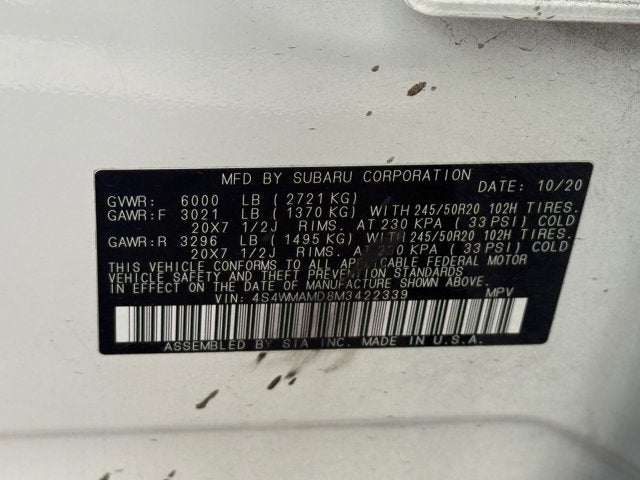 MFD BY SUBARU CORPORATION
DATE: 10/20
GVWR: 6000 LB (2721 KG)
GAWR:F 3021 LB (1370 KG) WITH 245/50R20 102H TIRES.
20X7 1/2J RIMS. AT 230 KPA (33 PSI) COLD
GAWR:R 3296 LB (1495 KG) WITH 245/50R20 102H TIRES.
20X7 1/2J RIMS. AT 230 KPA (33 PSI) COLD
THIS VEHICLE CONFORMS TO ALL APPLICABLE FEDERAL MOTOR
VEHICLE SAFETY AND THEFT PREVENTION STANDARDS
IN EFFECT ON THE DATE OF MANUFACTURE SHOWN ABOVE.
VIN: 4S4WMAMD8M3422339 MPV
ASSEMBLED BY SIA INC. MADE IN U.S.A.